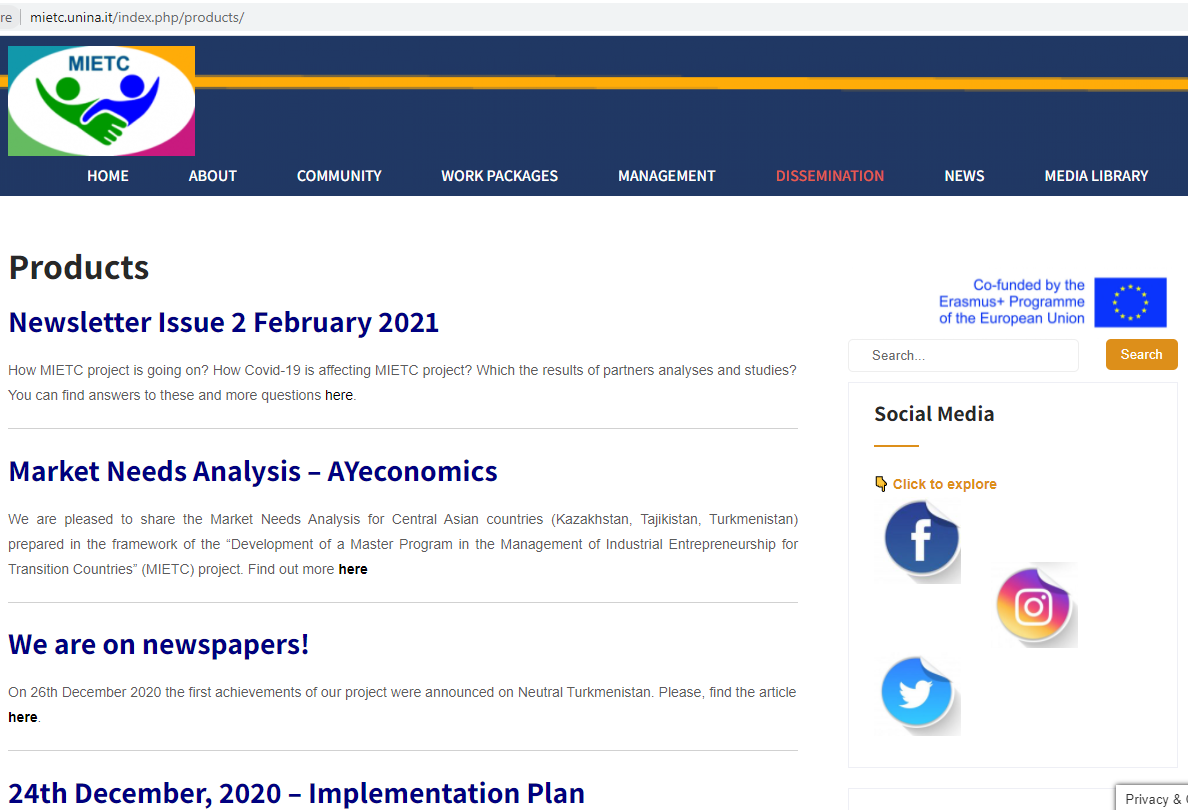 re
mietc.unina.it/index.php/products/
MIETC
HOME
ABOUT
COMMUNITY
WORK PACKAGES
MANAGEMENT
DISSEMINATION
NEWS
MEDIA LIBRARY
Products
Newsletter Issue 2 February 2021
How MIETC project is going on? How Covid-19 is affecting MIETC project? Which the results of partners analyses and studies?
You can find answers to these and more questions here.
Market Needs Analysis – AYeconomics
We are pleased to share the Market Needs Analysis for Central Asian countries (Kazakhstan, Tajikistan, Turkmenistan)
prepared in the framework of the “Development of a Master Program in the Management of Industrial Entrepreneurship for
Transition Countries” (MIETC) project. Find out more here
We are on newspapers!
On 26th December 2020 the first achievements of our project were announced on Neutral Turkmenistan. Please, find the article
here.
24th December, 2020 – Implementation Plan
Co-funded by the
Erasmus+ Programme
of the European Union
Search...
Search
Social Media
Click to explore
Privacy &